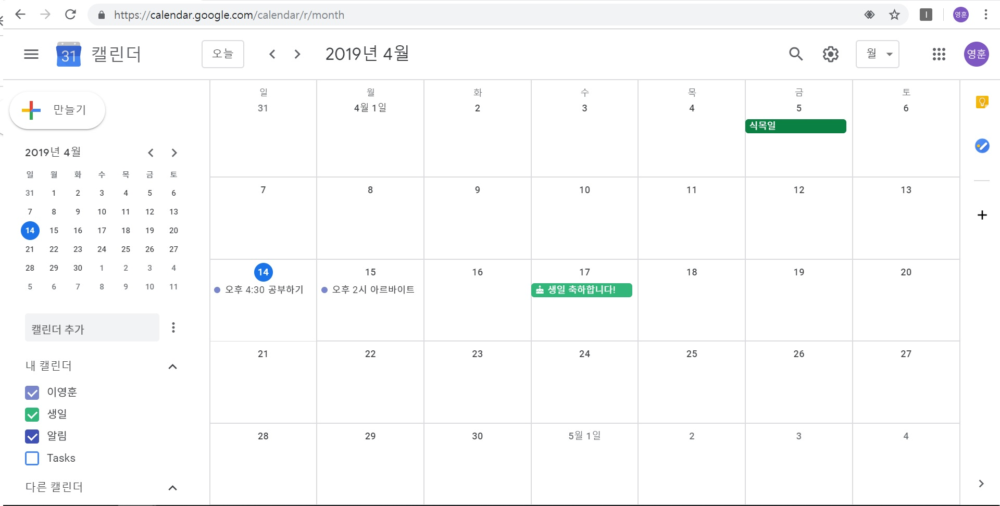 https://calendar.google.com/calendar/r/month
영훈
31 캘린더
오늘
2019년 4월
월
영훈
만들기
2019년 4월
일 월 화 수 목 금 토
31 1 2 3 4 5 6
7 8 9 10 11 12 13
14 15 16 17 18 19 20
21 22 23 24 25 26 27
28 29 30 1 2 3 4
5 6 7 8 9 10 11
캘린더 추가
내 캘린더
이영훈
생일
알림
Tasks
다른 캘린더
일 월 화 수 목 금 토
31 4월 1일 2 3 4 5 6
식목일
7 8 9 10 11 12 13
14 15 16 17 18 19 20
오후 4:30 공부하기 오후 2시 아르바이트 생일 축하합니다!
21 22 23 24 25 26 27
28 29 30 5월 1일 2 3 4